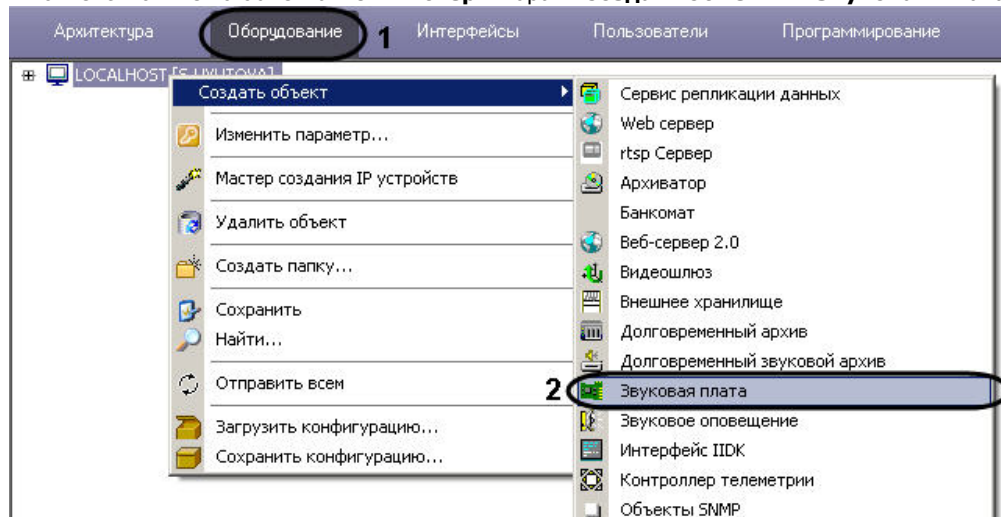 Архитектура Оборудование 1 Интерфейсы Пользователи Программирование
LOCALHOST
Создать объект
Изменить параметр...
Мастер создания IP устройств
Удалить объект
Создать папку...
Сохранить
Найти...
Отправить всем
Загрузить конфигурацию...
Сохранить конфигурацию...
Сервис репликации данных
Web сервер
rtsp Сервер
Архиватор
Банкомат
Веб-сервер 2.0
Видеошлюз
Внешнее хранилище
Долговременный архив
Долговременный звуковой архив
2 Звуковая плата
Звуковое оповещение
Интерфейс IIDK
Контроллер телеметрии
Объекты SNMP